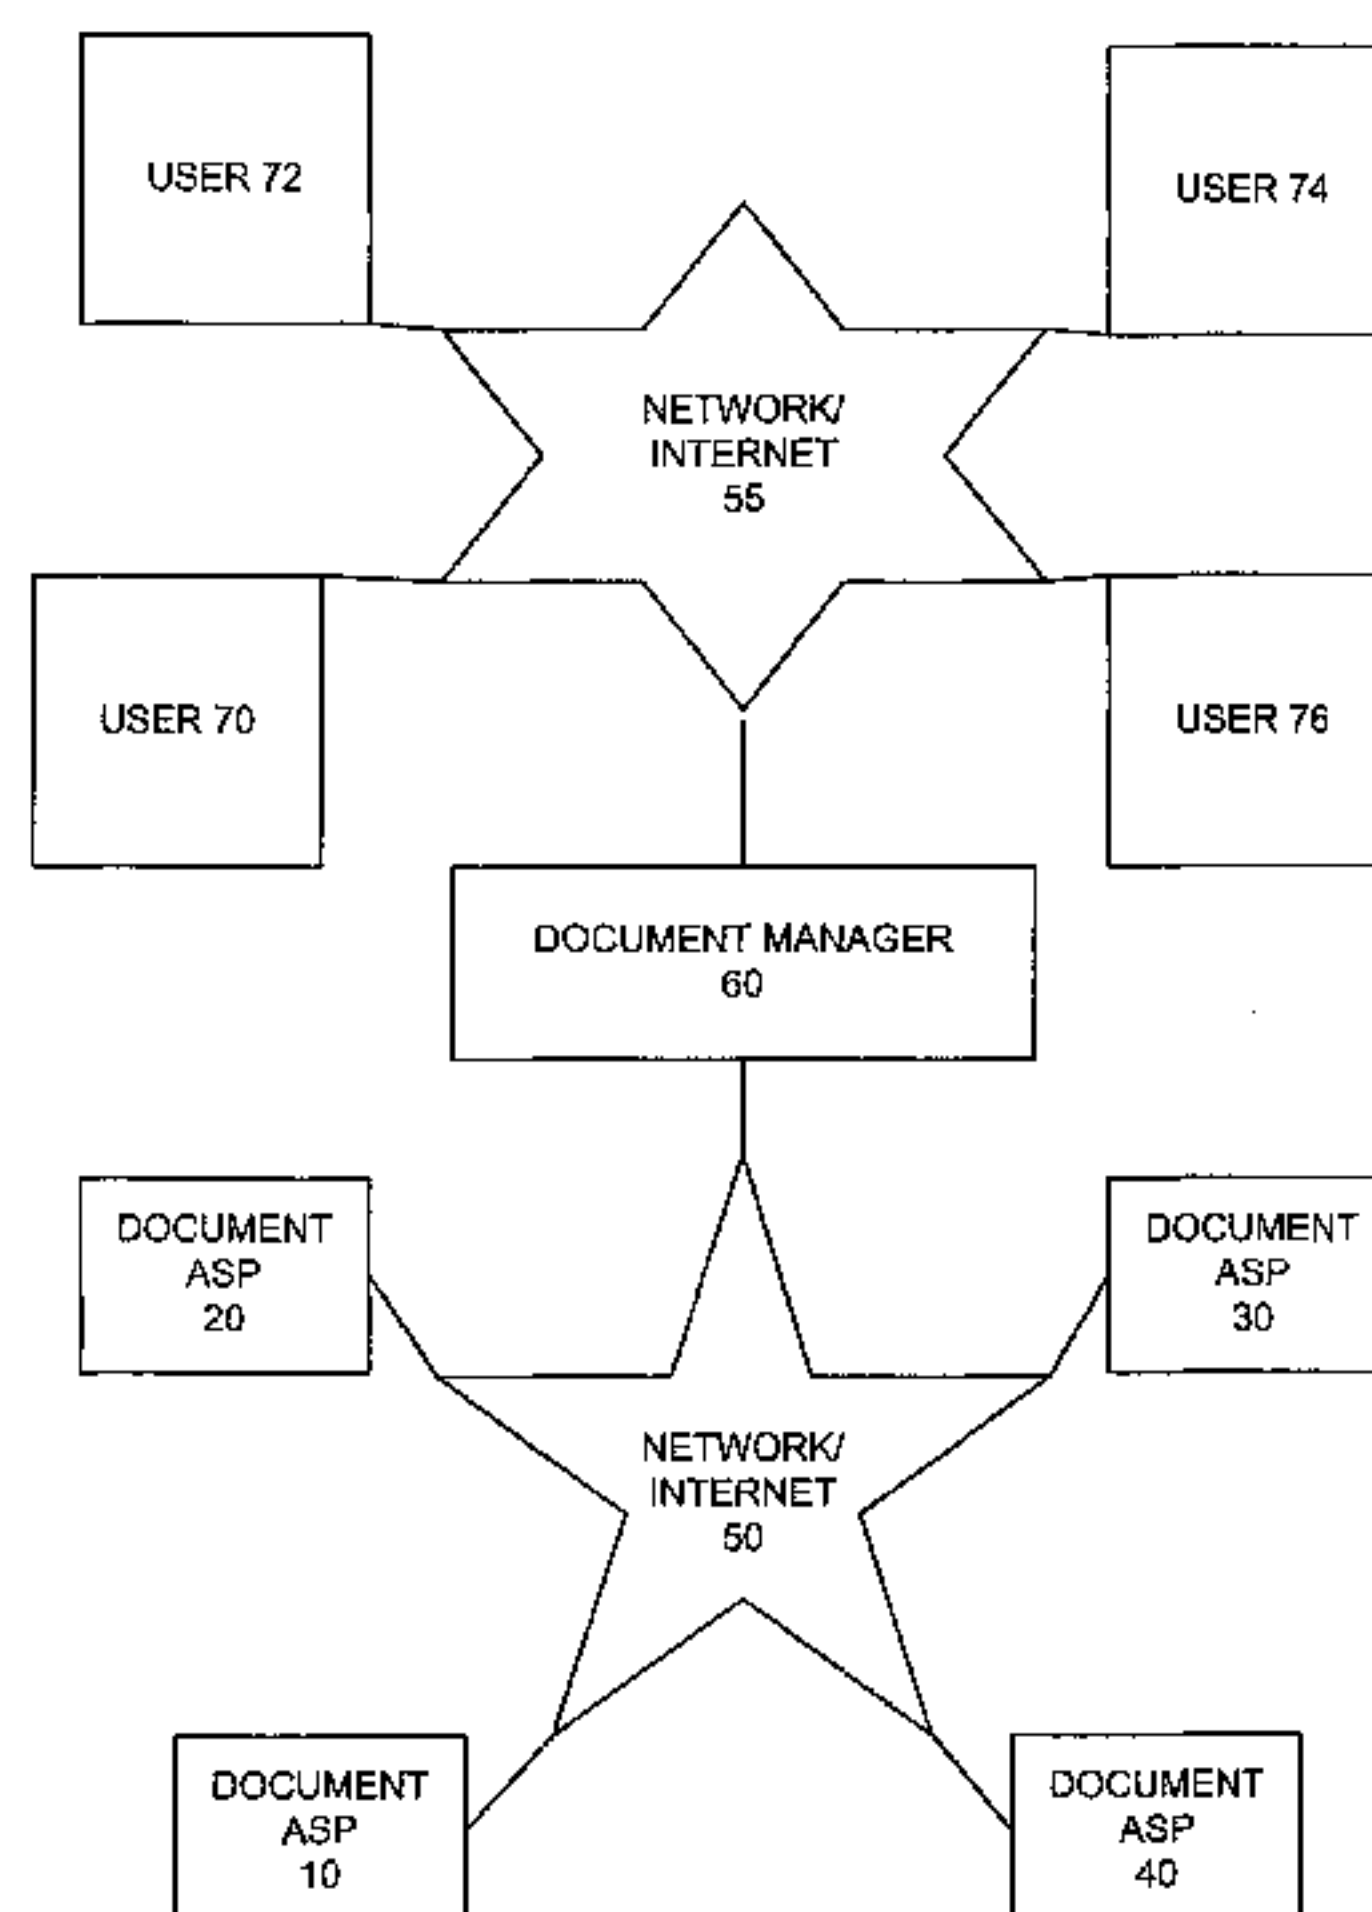 USER 72
USER 74
NETWORK/
INTERNET
55
USER 70
USER 76
DOCUMENT MANAGER
60
DOCUMENT
ASP
20
DOCUMENT
ASP
30
NETWORK/
INTERNET
50
DOCUMENT
ASP
10
DOCUMENT
ASP
40